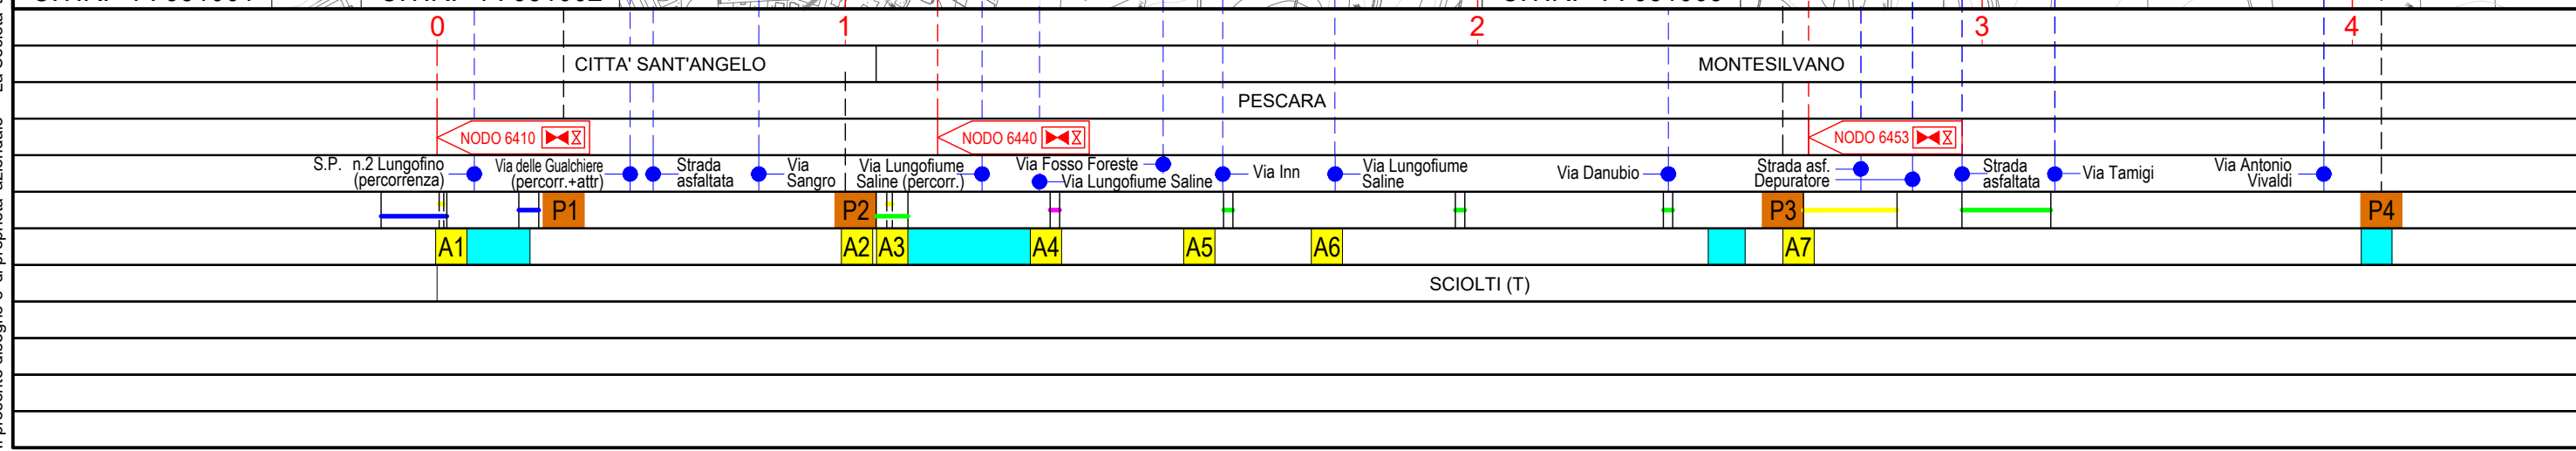 0 1 2 3 4
CITTA' SANT'ANGELO MONTESILVANO
PESCARA
NODO 6410 NODO 6440 NODO 6453
S.P. n.2 Lungofino
(percorrenza)
Via delle Gualchiere
(percorr.+attr)
Strada
asfaltata
Via
Sangro
Via Lungofiume
Saline (percorr.)
Via Fosso Foreste
Via Lungofiume Saline
Via Inn
Via Lungofiume
Saline
Via Danubio
Strada asf.
Depuratore
Strada
asfaltata
Via Tamigi
Via Antonio
Vivaldi
P1 P2 P3 P4
A1 A2 A3 A4 A5 A6 A7
SCIOLTI (T)